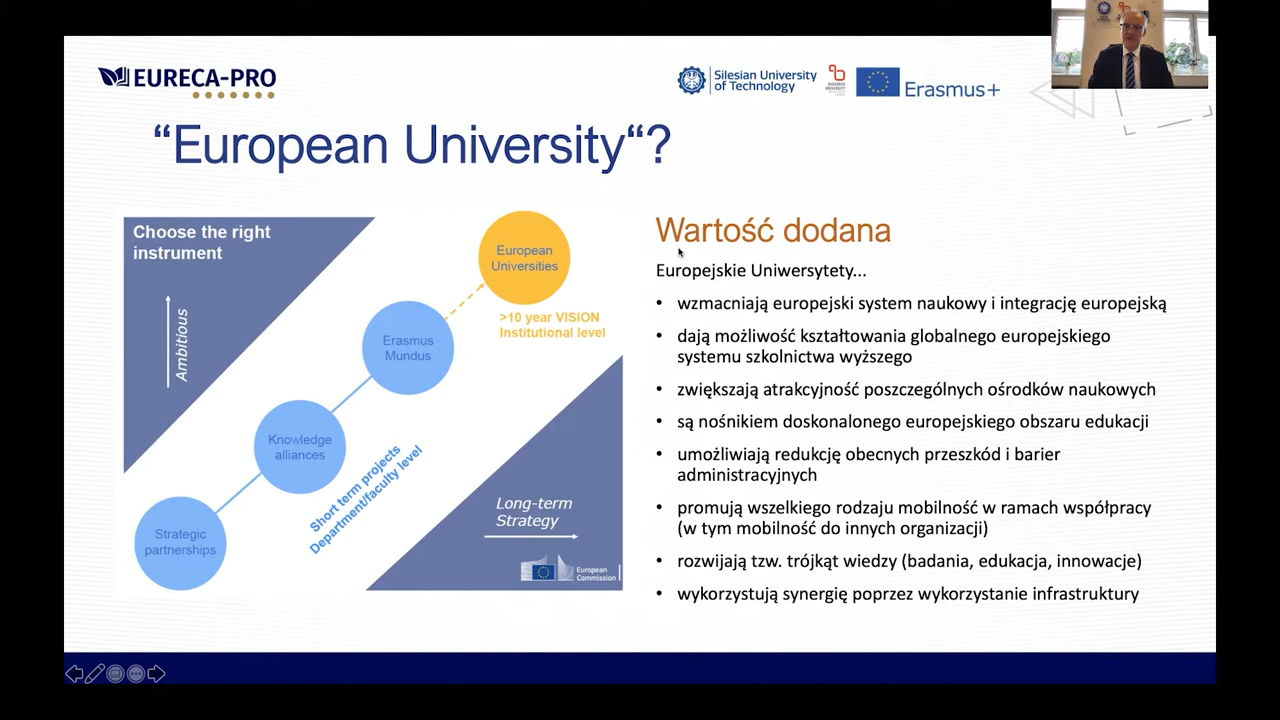 EURECA-PRO
Silesian University
of Technology
Erasmus+
“European University“?
Choose the right
instrument
Ambitious
European
Universities
>10 year VISION
Institutional level
Erasmus
Mundus
Knowledge
alliances
Short term projects
Department/faculty level
Strategic
partnerships
Long-term
Strategy
European
Commission
Wartość dodana
Europejskie Uniwersytety...
• wzmacniają europejski system naukowy i integrację europejską
• dają możliwość kształtowania globalnego europejskiego
systemu szkolnictwa wyższego
• zwiększają atrakcyjność poszczególnych ośrodków naukowych
• są nośnikiem doskonalonego europejskiego obszaru edukacji
• umożliwiają redukcję obecnych przeszkód i barier
administracyjnych
• promują wszelkiego rodzaju mobilność w ramach współpracy
(w tym mobilność do innych organizacji)
• rozwijają tzw. trójkąt wiedzy (badania, edukacja, innowacje)
• wykorzystują synergię poprzez wykorzystanie infrastruktury